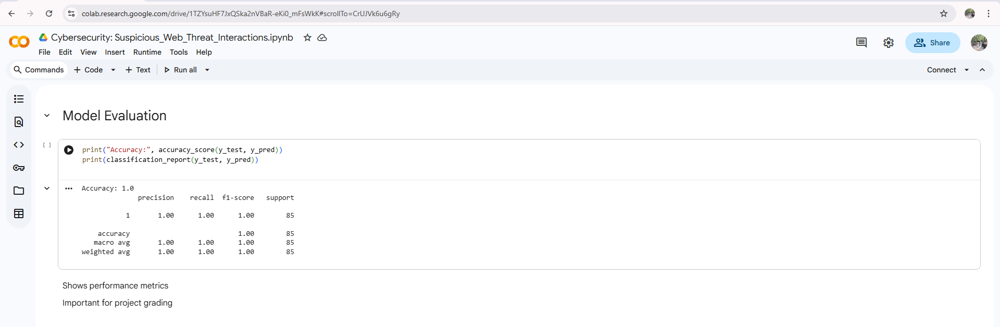 colab.research.google.com/drive/1TZYsuHF7JxQSka2nVBaR-eKi0_mFsWkK#scrollTo=CrUJVk6u6gRy
Cybersecurity: Suspicious_Web_Threat_Interactions.ipynb
File Edit View Insert Runtime Tools Help
Share
Commands + Code + Text Run all
Connect
Model Evaluation
[ ]
print("Accuracy:", accuracy_score(y_test, y_pred))
print(classification_report(y_test, y_pred))
Accuracy: 1.0
precision recall f1-score support
1 1.00 1.00 1.00 85
accuracy 1.00 85
macro avg 1.00 1.00 1.00 85
weighted avg 1.00 1.00 1.00 85
Shows performance metrics
Important for project grading